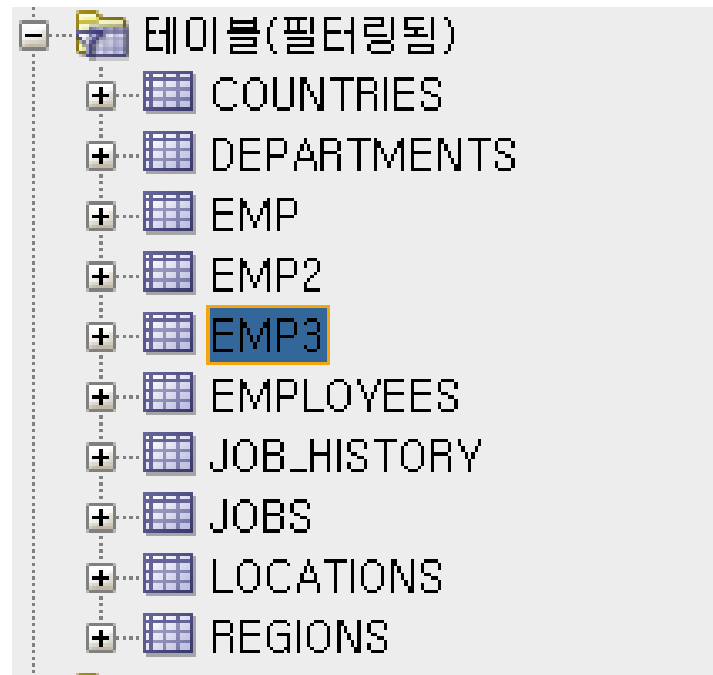 테이블(필터링됨)
COUNTRIES
DEPARTMENTS
EMP
EMP2
EMP3
EMPLOYEES
JOB_HISTORY
JOBS
LOCATIONS
REGIONS